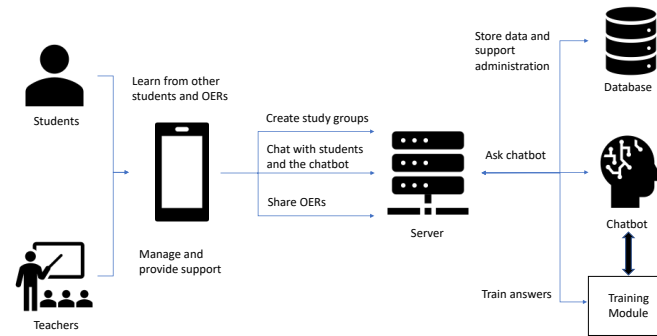 Students
Teachers
Learn from other
students and OERs
Manage and
provide support
Create study groups
Chat with students
and the chatbot
Share OERs
Server
Store data and
support
administration
Ask chatbot
Train answers
Database
Chatbot
Training
Module